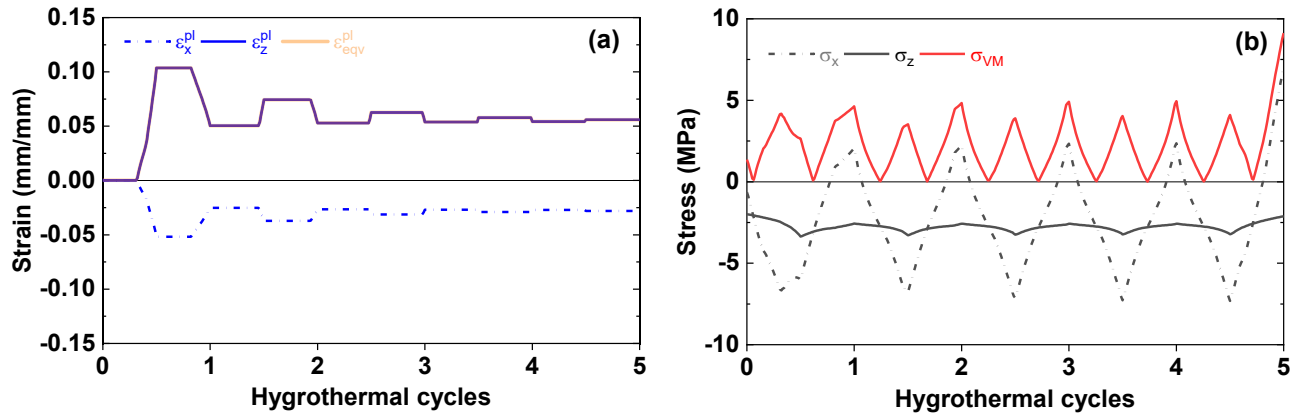 0.15
0.10
0.05
0.00
-0.05
-0.10
-0.15
Strain (mm/mm)
ε_x^pl ε_z^pl ε_eqv^pl
(a)
0 1 2 3 4 5
Hygrothermal cycles
10
5
0
-5
-10
Stress (MPa)
σ_x σ_z σ_VM
(b)
0 1 2 3 4 5
Hygrothermal cycles